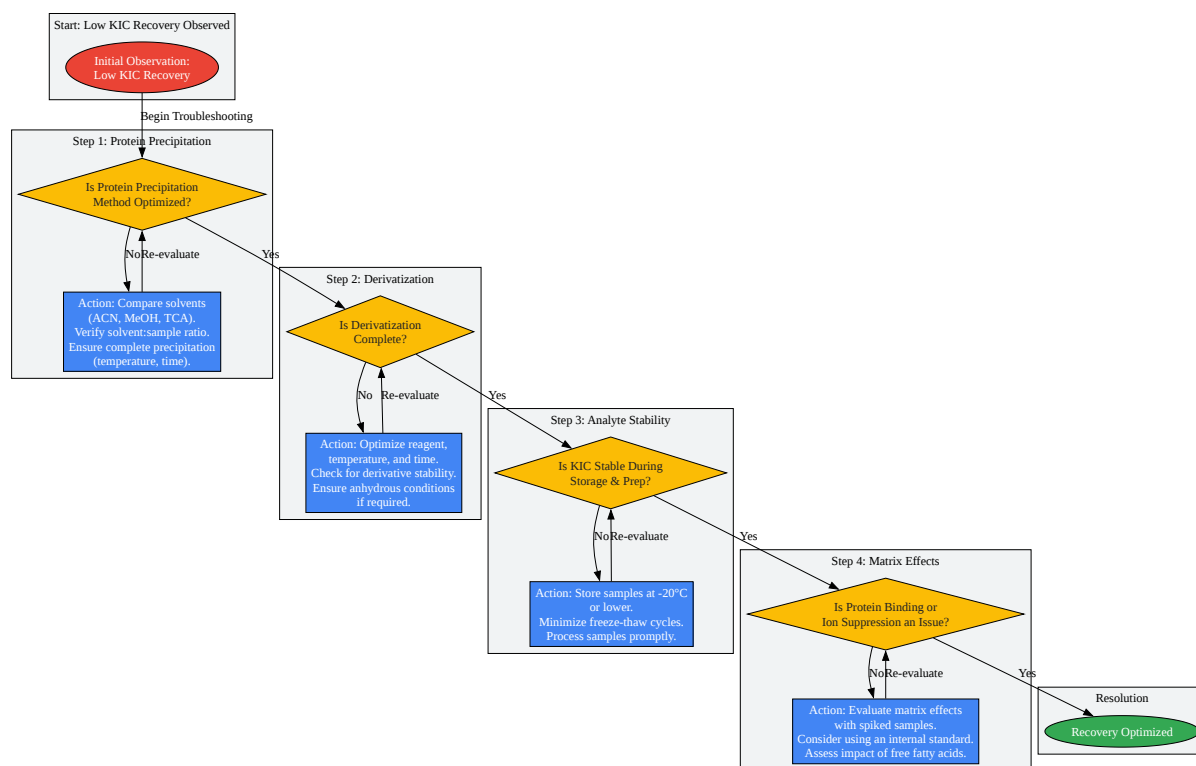 Start: Low KIC Recovery Observed
Initial Observation:
Low KIC Recovery
Begin Troubleshooting
Step 1: Protein Precipitation
Is Protein Precipitation
Method Optimized?
No
Re-evaluate
Yes
Action: Compare solvents
(ACN, MeOH, TCA).
Verify solvent:sample ratio.
Ensure complete precipitation
(temperature, time).
Step 2: Derivatization
Is Derivatization
Complete?
No
Re-evaluate
Yes
Action: Optimize reagent,
temperature, and time.
Check for derivative stability.
Ensure anhydrous conditions
if required.
Step 3: Analyte Stability
Is KIC Stable During
Storage & Prep?
No
Re-evaluate
Yes
Action: Store samples at -20°C
or lower.
Minimize freeze-thaw cycles.
Process samples promptly.
Step 4: Matrix Effects
Is Protein Binding or
Ion Suppression an Issue?
No
Re-evaluate
Yes
Action: Evaluate matrix effects
with spiked samples.
Consider using an internal standard.
Assess impact of free fatty acids.
Resolution
Recovery Optimized